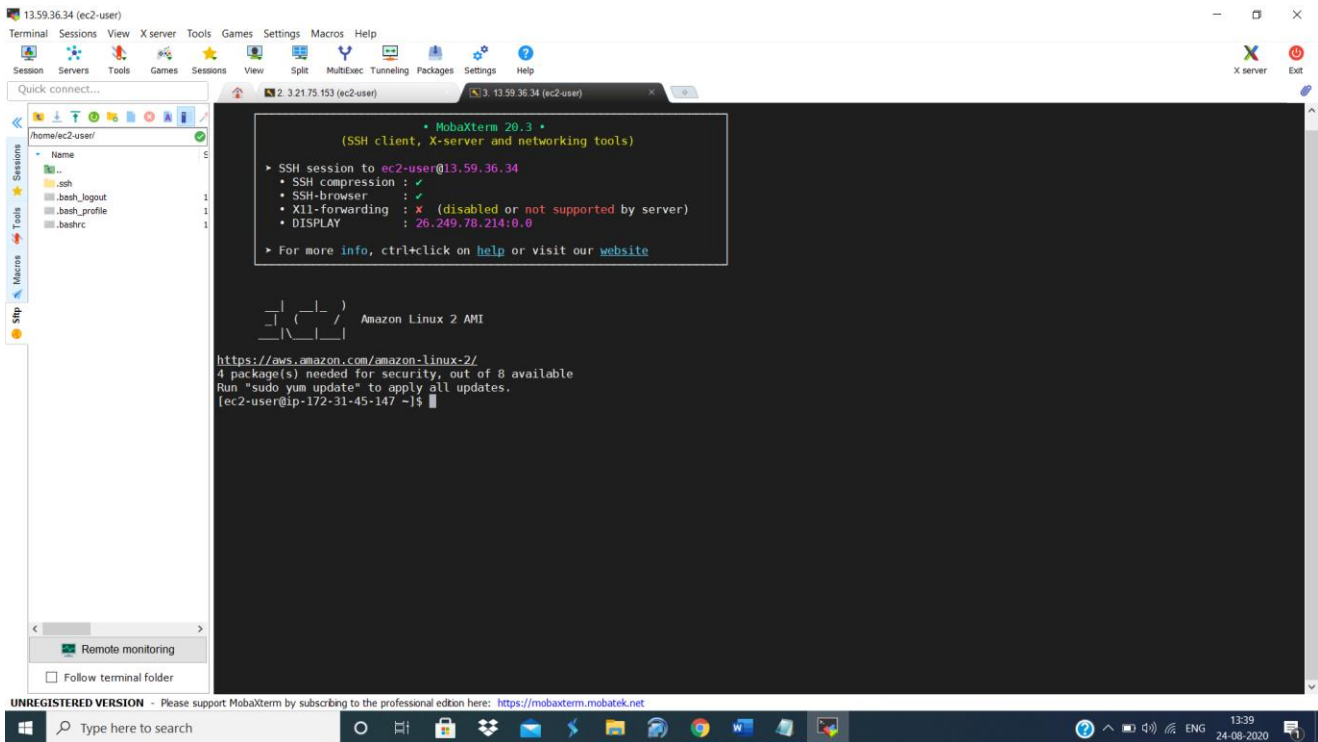 13.59.36.34 (ec2-user)
Terminal Sessions View X server Tools Games Settings Macros Help
Session Servers Tools Games Sessions View Split MultiExec Tunneling Packages Settings Help X server Exit
Quick connect...
2. 3.21.75.153 (ec2-user)
3. 13.59.36.34 (ec2-user)
/home/ec2-user/
Name S
..
.ssh
.bash_logout 1
.bash_profile 1
.bashrc 1
Sessions
Tools
Macros
Sftp
• MobaXterm 20.3 •
(SSH client, X-server and networking tools)
➤ SSH session to ec2-user@13.59.36.34
• SSH compression : ✔
• SSH-browser : ✔
• X11-forwarding : ✘ (disabled or not supported by server)
• DISPLAY : 26.249.78.214:0.0
➤ For more info, ctrl+click on help or visit our website
__| __|_ )
_| ( / Amazon Linux 2 AMI
___|\___|___|
https://aws.amazon.com/amazon-linux-2/
4 package(s) needed for security, out of 8 available
Run "sudo yum update" to apply all updates.
[ec2-user@ip-172-31-45-147 ~]$
Remote monitoring
Follow terminal folder
UNREGISTERED VERSION - Please support MobaXterm by subscribing to the professional edition here: https://mobaxterm.mobatek.net
Type here to search
ENG
13:39
24-08-2020